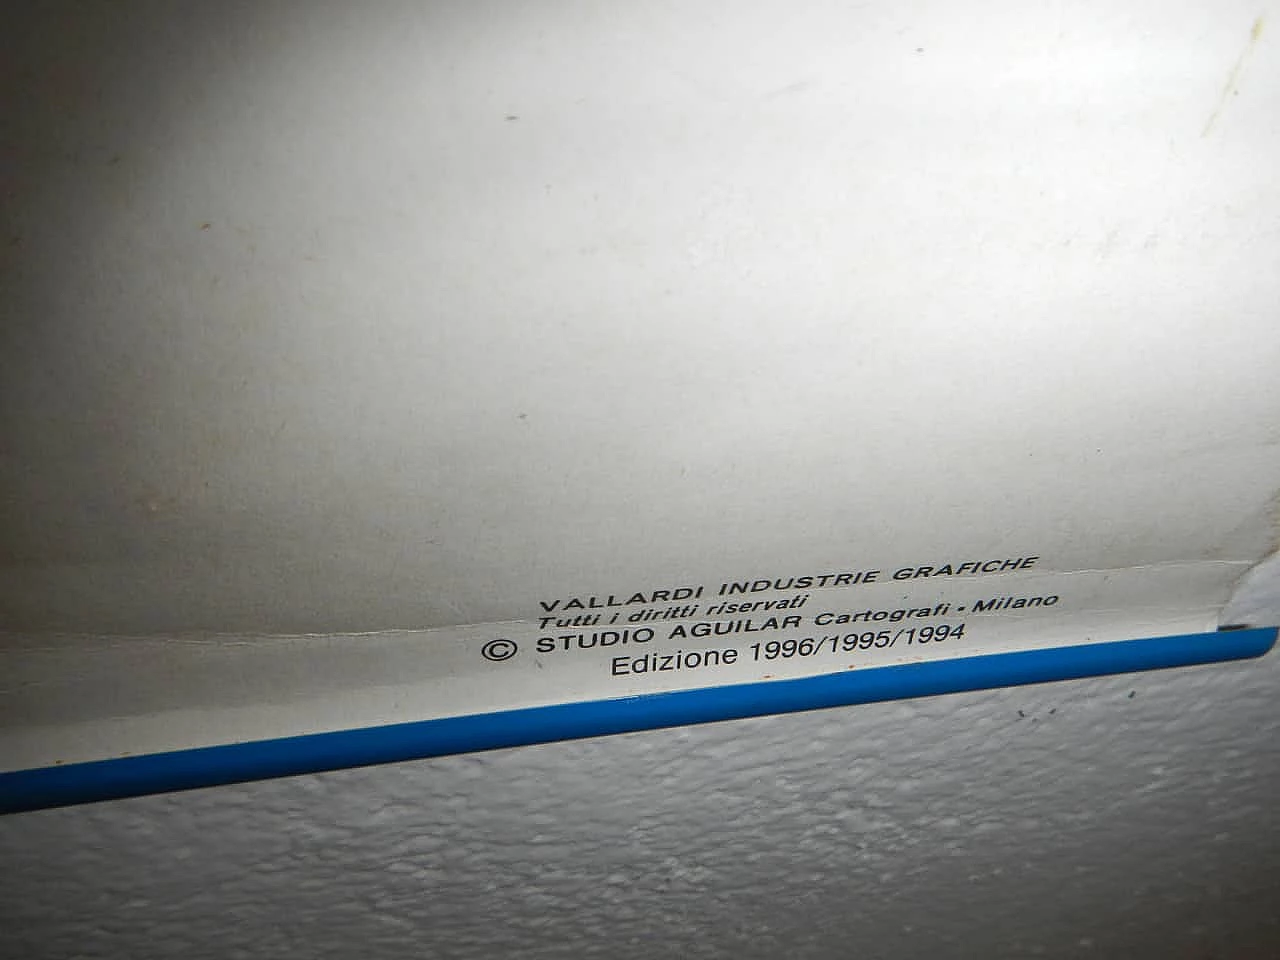 VALLARDI INDUSTRIE GRAFICHE
Tutti i diritti riservati
© STUDIO AGUILAR Cartografi - Milano
Edizione 1996/1995/1994